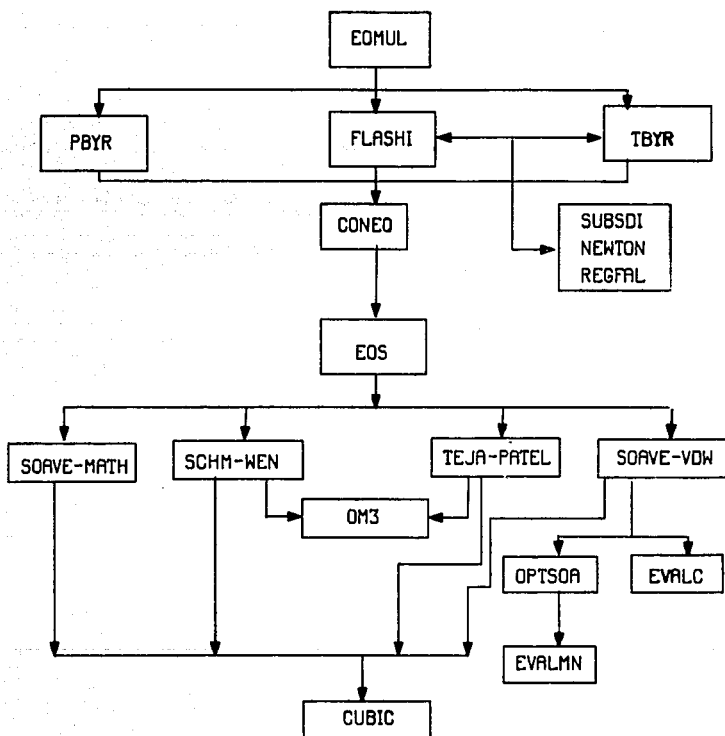 EQMUL
PBYR
FLASHI
TBYR
CONEQ
SUBSDI
NEWTON
REGFAL
EOS
SOAVE-MATH
SCHM-WEN
TEJA-PATEL
SOAVE-VDW
OM3
OPTSOA
EVALC
EVALMN
CUBIC